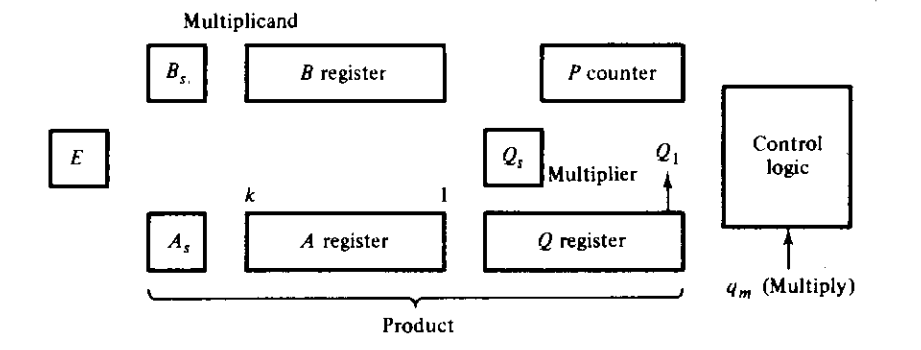 Multiplicand
Bs.
B register
P counter
E
Qs
Multiplier
Q1
Control
logic
k
1
As
A register
Q register
qm (Multiply)
Product